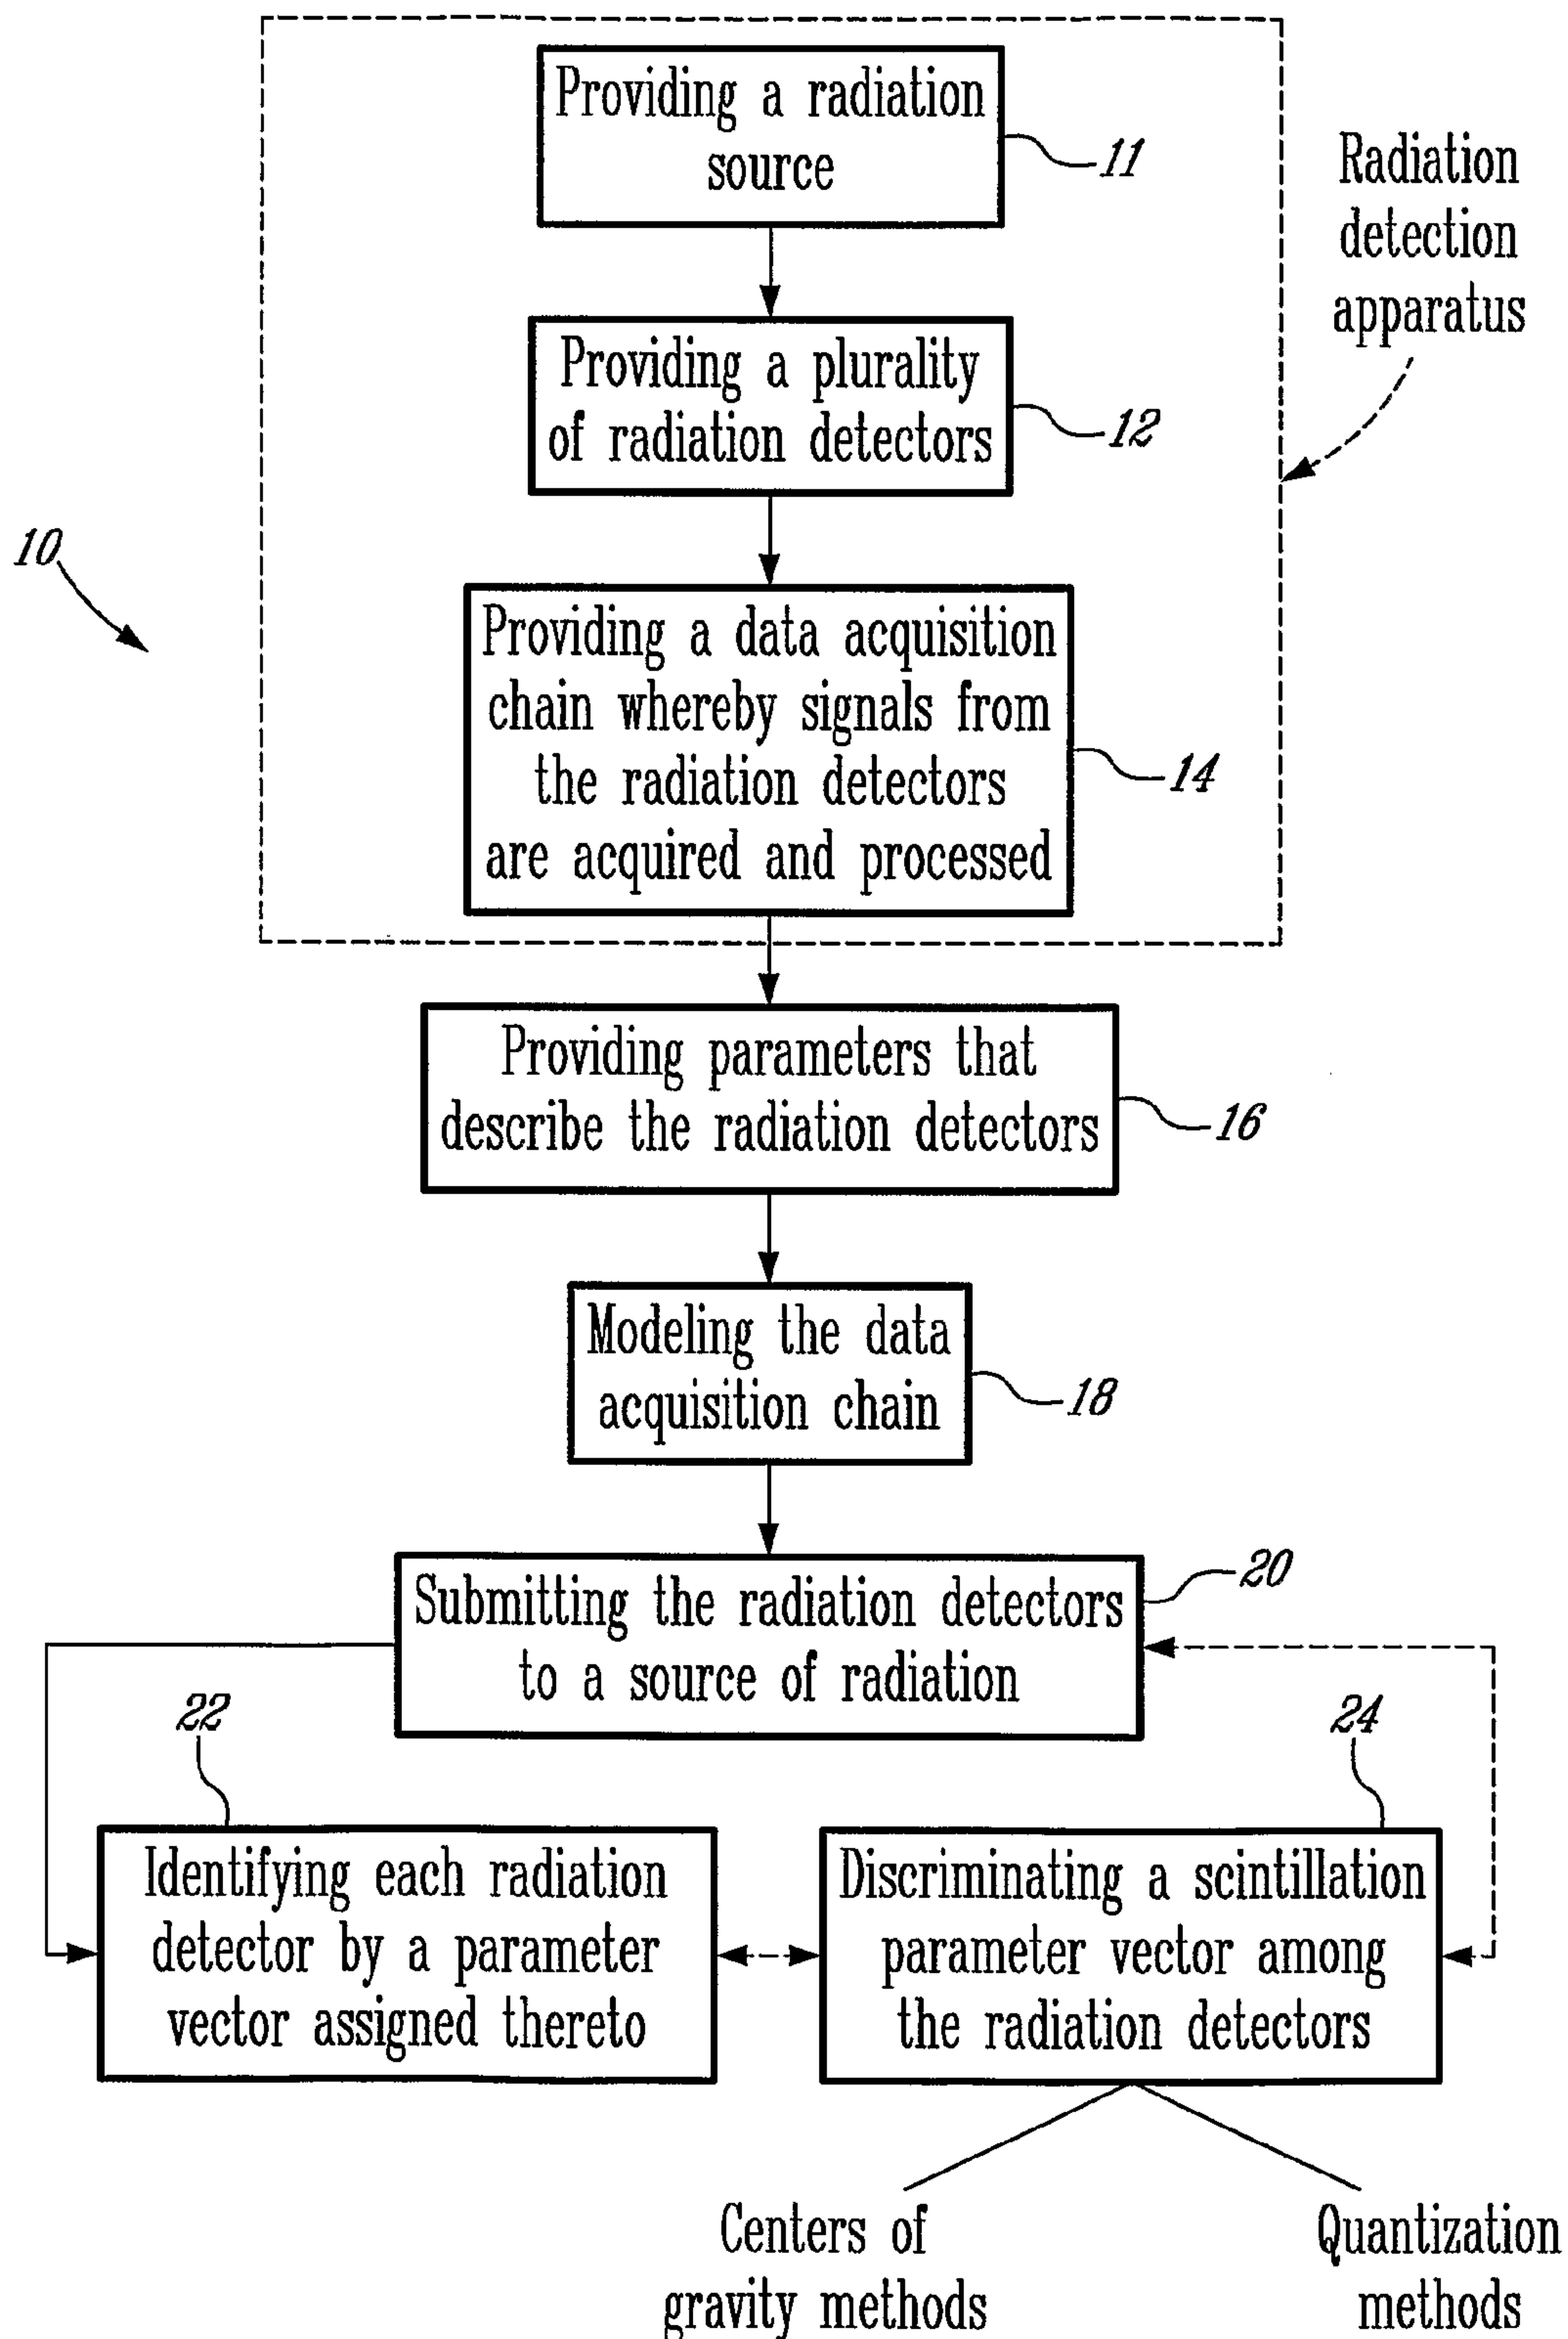 Providing a radiation
source
11
Radiation
detection
apparatus
Providing a plurality
of radiation detectors
12
10
Providing a data acquisition
chain whereby signals from
the radiation detectors
are acquired and processed
14
Providing parameters that
describe the radiation detectors
16
Modeling the data
acquisition chain
18
Submitting the radiation detectors
to a source of radiation
20
22
Identifying each radiation
detector by a parameter
vector assigned thereto
24
Discriminating a scintillation
parameter vector among
the radiation detectors
Centers of
gravity methods
Quantization
methods